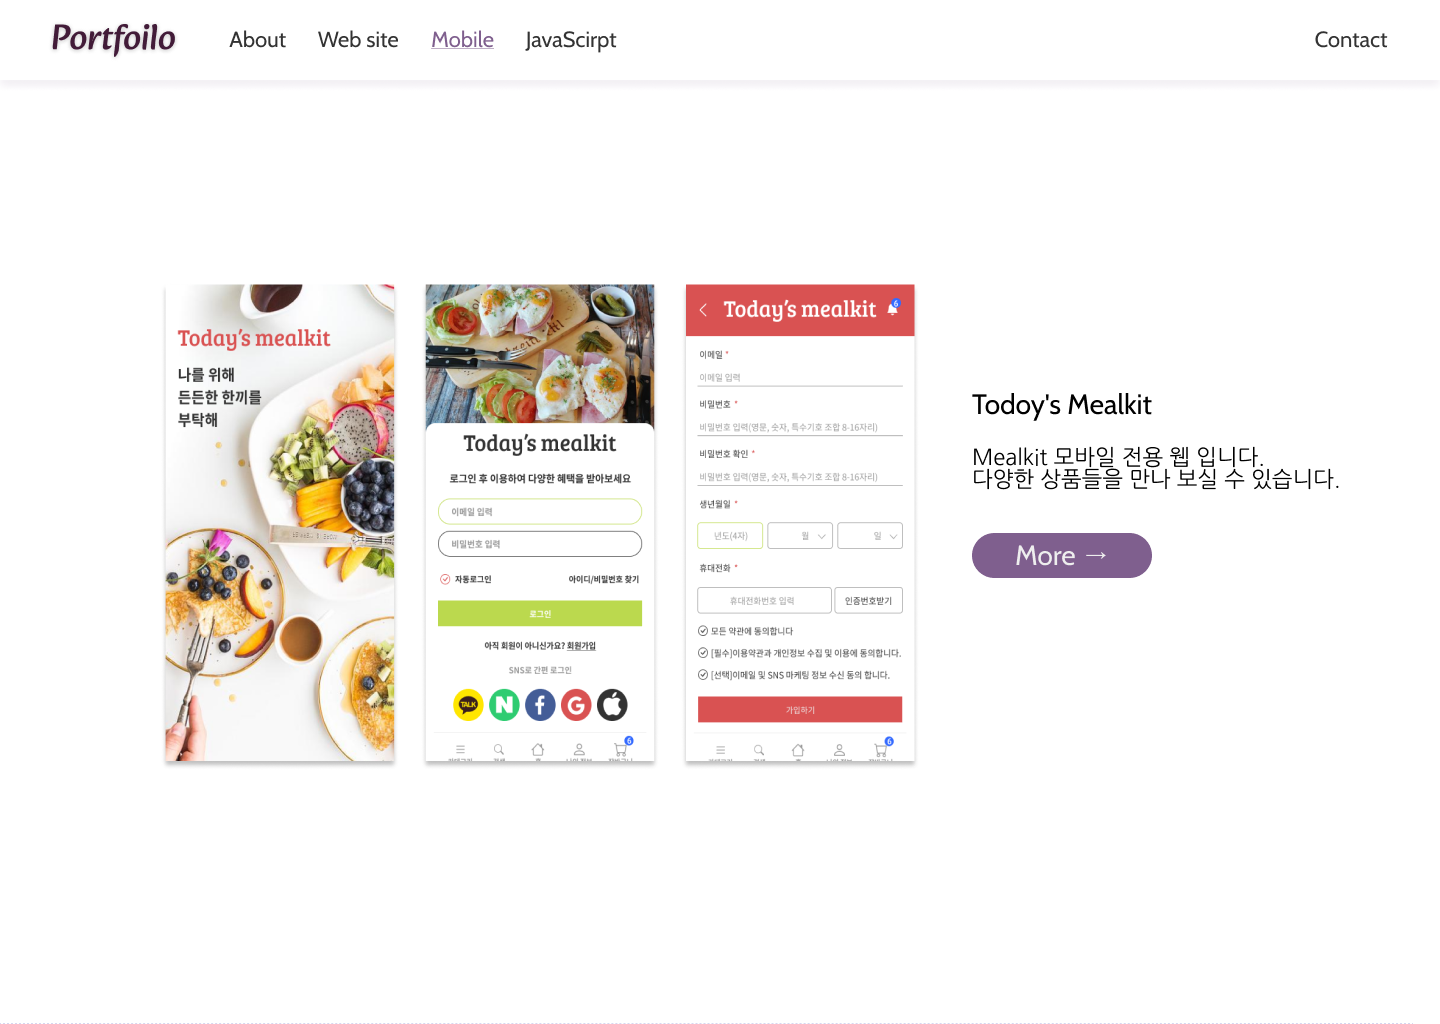 Portfoilo
About
Web site
Mobile
JavaScirpt
Contact
Today's mealkit
나를 위해
든든한 한끼를
부탁해
Today's mealkit
로그인 후 이용하여 다양한 혜택을 받아보세요
이메일 입력
비밀번호 입력
자동로그인
아이디/비밀번호 찾기
로그인
아직 회원이 아니신가요? 회원가입
SNS로 간편 로그인
TALK
6
Today's mealkit
6
이메일 *
이메일 입력
비밀번호 *
비밀번호 입력(영문, 숫자, 특수기호 조합 8-16자리)
비밀번호 확인 *
비밀번호 입력(영문, 숫자, 특수기호 조합 8-16자리)
생년월일 *
년도(4자)
월
일
휴대전화 *
휴대전화번호 입력
인증번호받기
모든 약관에 동의합니다
[필수]이용약관과 개인정보 수집 및 이용에 동의합니다.
[선택]이메일 및 SNS 마케팅 정보 수신 동의 합니다.
가입하기
6
Todoy's Mealkit
Mealkit 모바일 전용 웹 입니다.
다양한 상품들을 만나 보실 수 있습니다.
More →